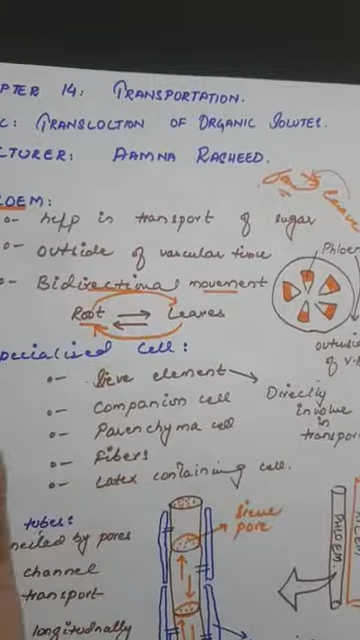 PTER 14: TRANSPORTATION.
C: TRANSLOCTION OF ORGANIC SOLUTES.
CTURER: AAMNA RASHEED.
LOEM:
help in transport of sugar
outside of vascular tissue
Bidirectional movement
Root Leaves
Phloem
outside
of v.
pecialized Cell:
Sieve element
Directly
involve
in
transport
Companion cell
Parenchyma cell
Fibers
Latex containing cell.
tubes:
nected by pores
channel
transport
longitudnally
Sieve
pore
PHLOEM